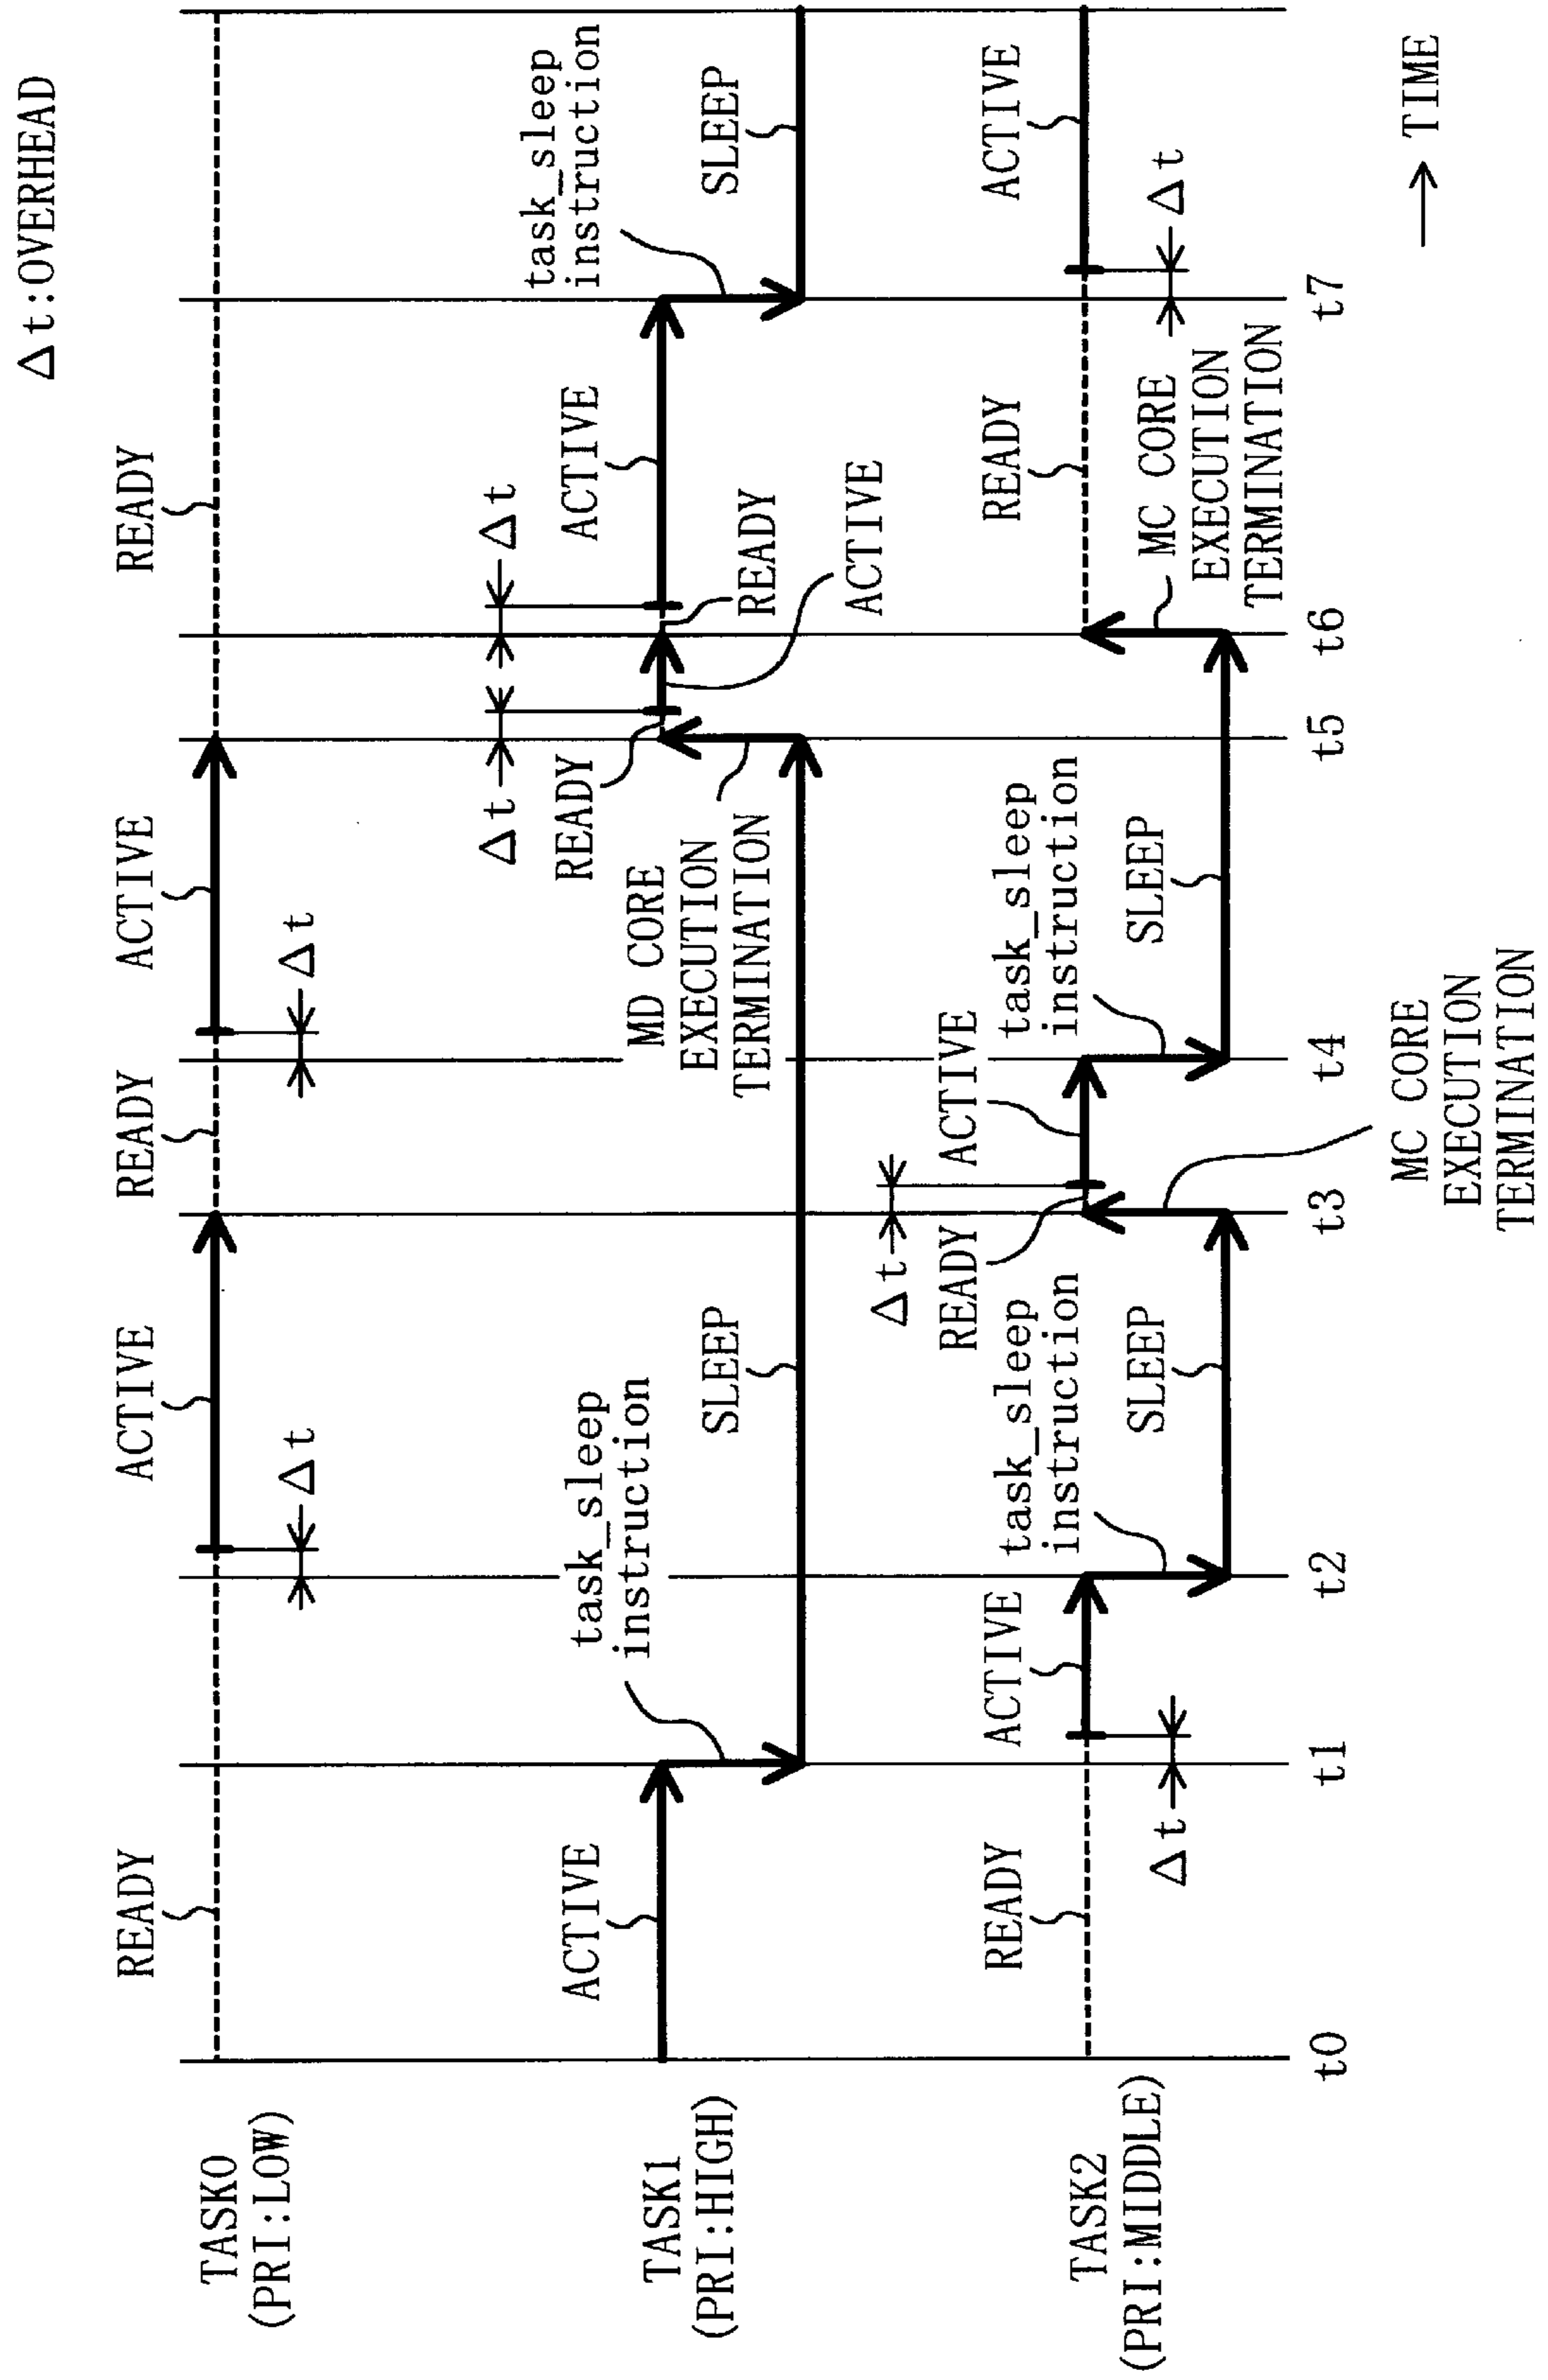 Δt:OVERHEAD
TASK0
(PRI:LOW)
READY
ACTIVE
READY
ACTIVE
READY
Δt
Δt
TASK1
(PRI:HIGH)
ACTIVE
task_sleep
instruction
SLEEP
MD CORE
EXECUTION
TERMINATION
Δt
READY
Δt
READY
ACTIVE
ACTIVE
task_sleep
instruction
SLEEP
TASK2
(PRI:MIDDLE)
READY
Δt
ACTIVE
task_sleep
instruction
SLEEP
Δt
READY
ACTIVE
task_sleep
instruction
SLEEP
READY
MC CORE
EXECUTION
TERMINATION
ACTIVE
Δt
t0
t1
t2
t3
t4
t5
t6
t7
MC CORE
EXECUTION
TERMINATION
→ TIME